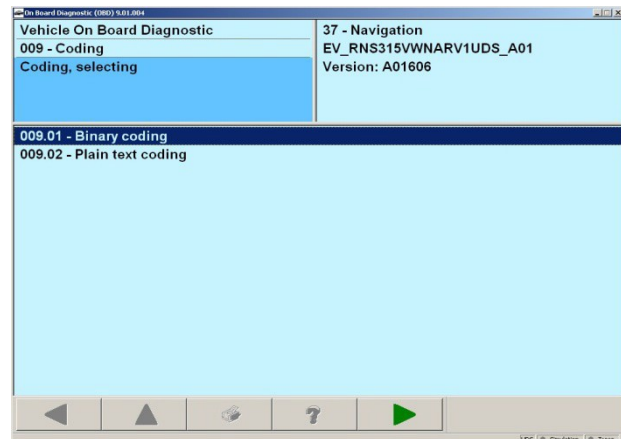 On Board Diagnostic (OBD) 9.01.004
Vehicle On Board Diagnostic
009 - Coding
Coding, selecting
37 - Navigation
EV_RNS315VWNARV1UDS_A01
Version: A01606
009.01 - Binary coding
009.02 - Plain text coding
?